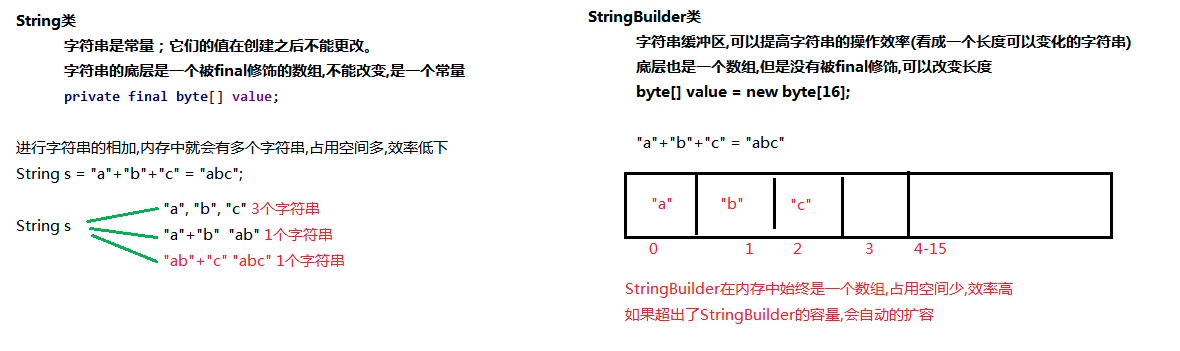 String类
字符串是常量；它们的值在创建之后不能更改。
字符串的底层是一个被final修饰的数组,不能改变,是一个常量
private final byte[] value;
进行字符串的相加,内存中就会有多个字符串,占用空间多,效率低下
String s = "a"+"b"+"c" = "abc";
String s
"a", "b", "c" 3个字符串
"a"+"b"  "ab" 1个字符串
"ab"+"c" "abc" 1个字符串
StringBuilder类
字符串缓冲区,可以提高字符串的操作效率(看成一个长度可以变化的字符串)
底层也是一个数组,但是没有被final修饰,可以改变长度
byte[] value = new byte[16];
"a"+"b"+"c" = "abc"
"a" "b" "c"
0 1 2 3 4-15
StringBuilder在内存中始终是一个数组,占用空间少,效率高
如果超出了StringBuilder的容量,会自动的扩容